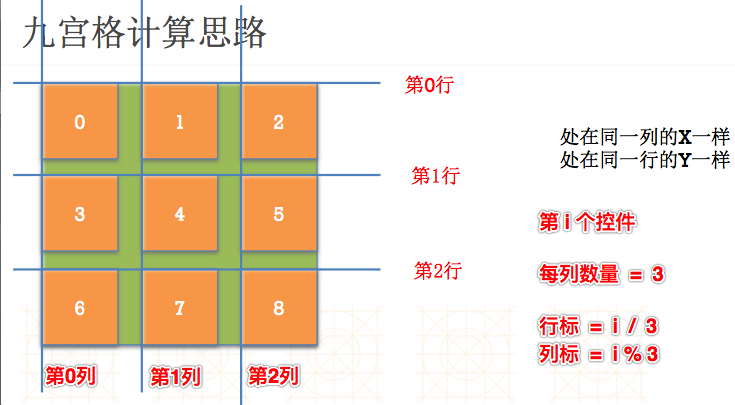 九宫格计算思路
第0行
0
1
2
处在同一列的X一样
处在同一行的Y一样
第1行
3
4
5
第 i 个控件
每列数量 = 3
第2行
6
7
8
行标 = i / 3
列标 = i % 3
第0列
第1列
第2列